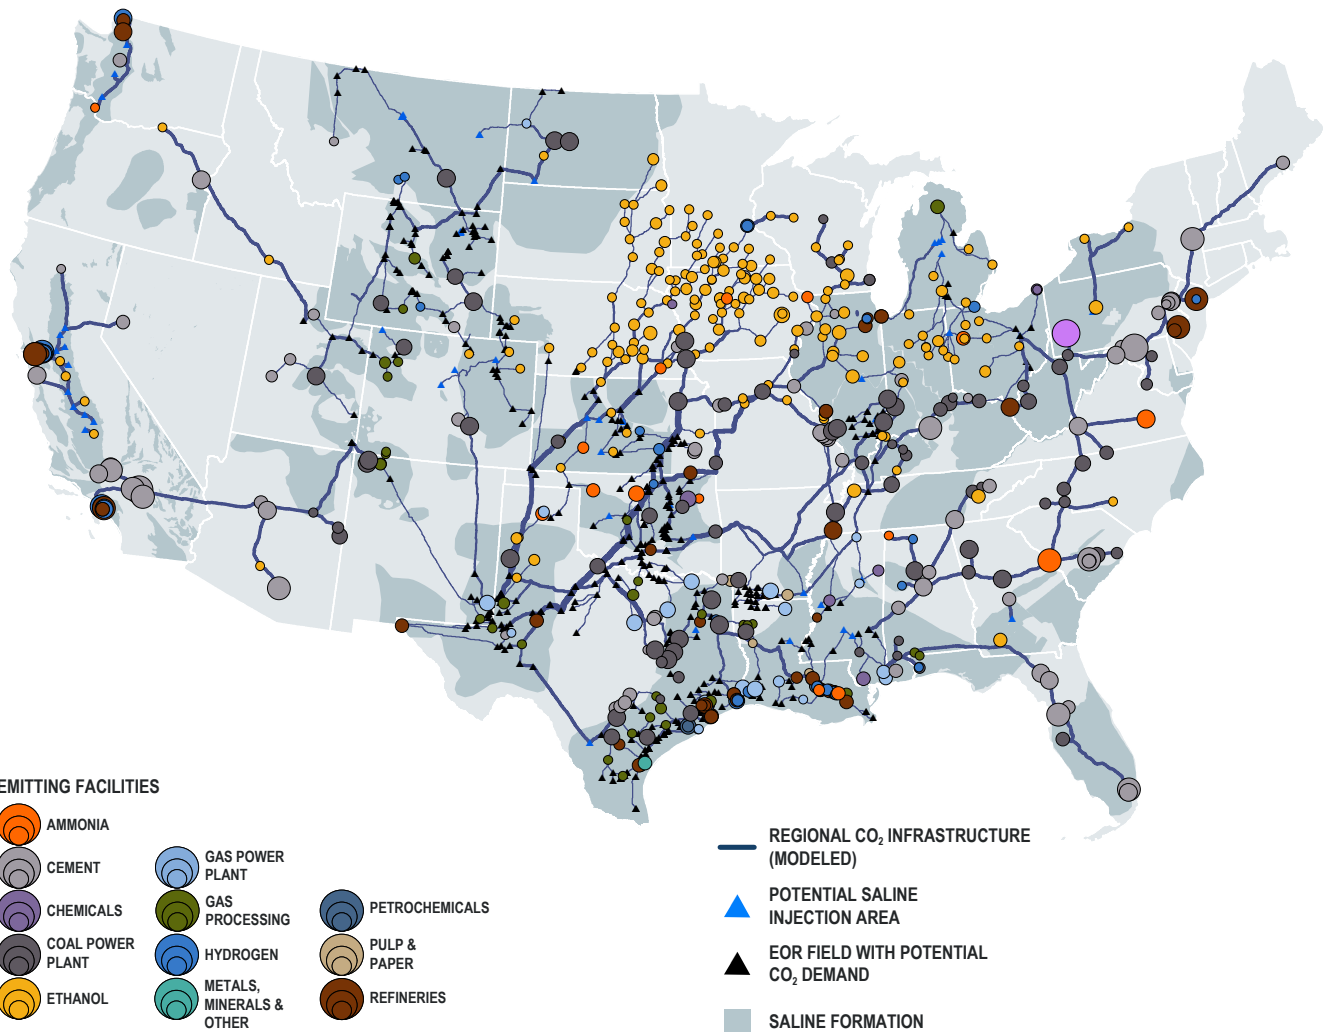 EMITTING FACILITIES
AMMONIA
CEMENT
CHEMICALS
COAL POWER
PLANT
ETHANOL
GAS POWER
PLANT
GAS
PROCESSING
HYDROGEN
METALS,
MINERALS &
OTHER
PETROCHEMICALS
PULP &
PAPER
REFINERIES
REGIONAL CO₂ INFRASTRUCTURE
(MODELED)
POTENTIAL SALINE
INJECTION AREA
EOR FIELD WITH POTENTIAL
CO₂ DEMAND
SALINE FORMATION